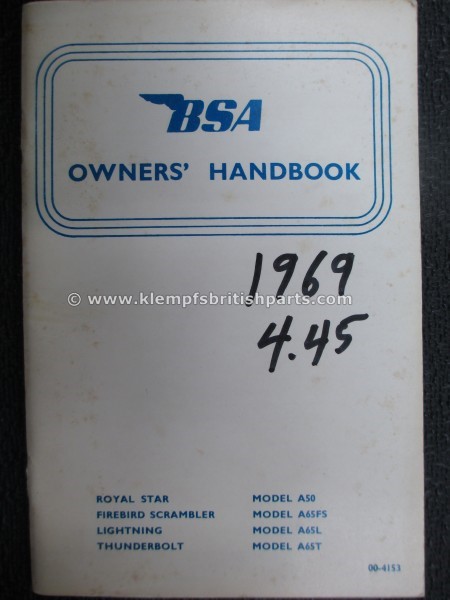 BSA
OWNERS' HANDBOOK
1969
© www.klempfsbritishparts.com
4.45
ROYAL STAR MODEL A50
FIREBIRD SCRAMBLER MODEL A65FS
LIGHTNING MODEL A65L
THUNDERBOLT MODEL A65T
00-4153